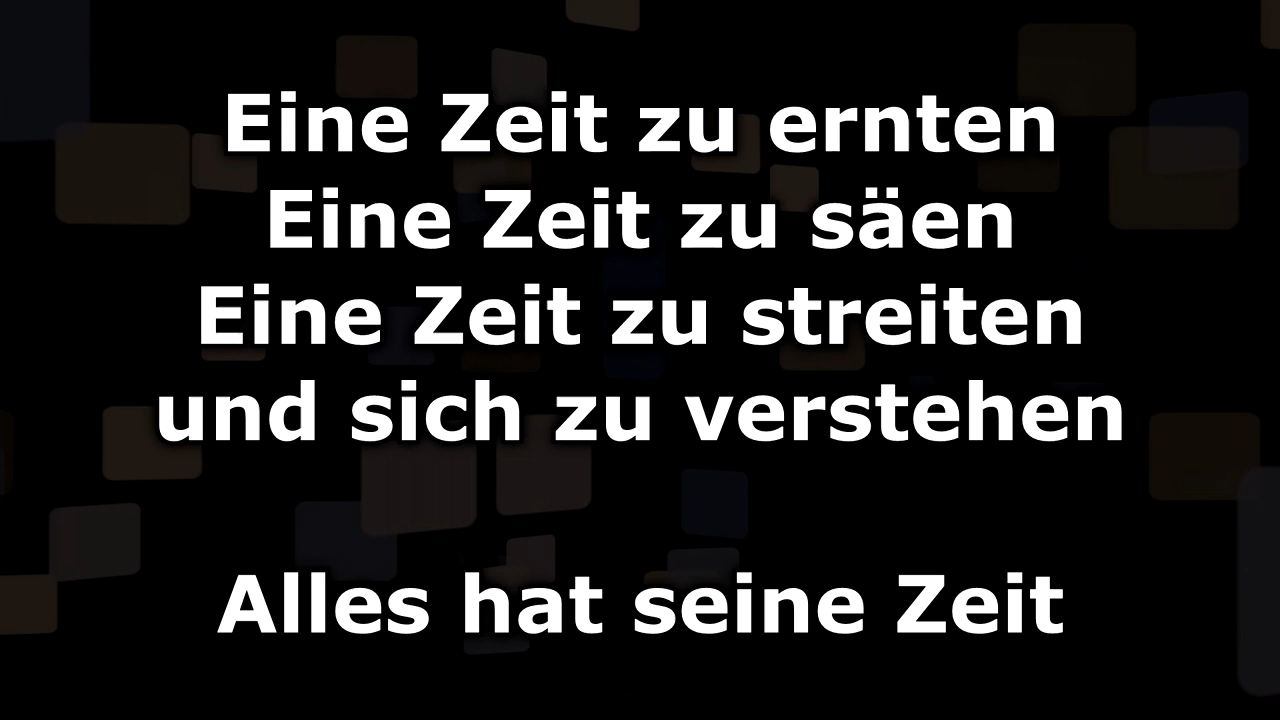 Eine Zeit zu ernten
Eine Zeit zu säen
Eine Zeit zu streiten
und sich zu verstehen
Alles hat seine Zeit